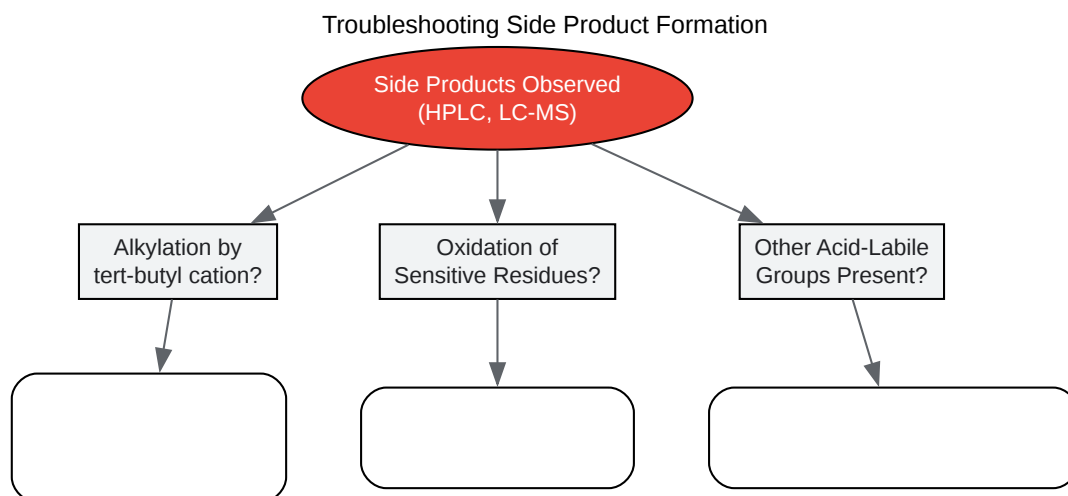 Troubleshooting Side Product Formation
Side Products Observed
(HPLC, LC-MS)
Alkylation by
tert-butyl cation?
Oxidation of
Sensitive Residues?
Other Acid-Labile
Groups Present?